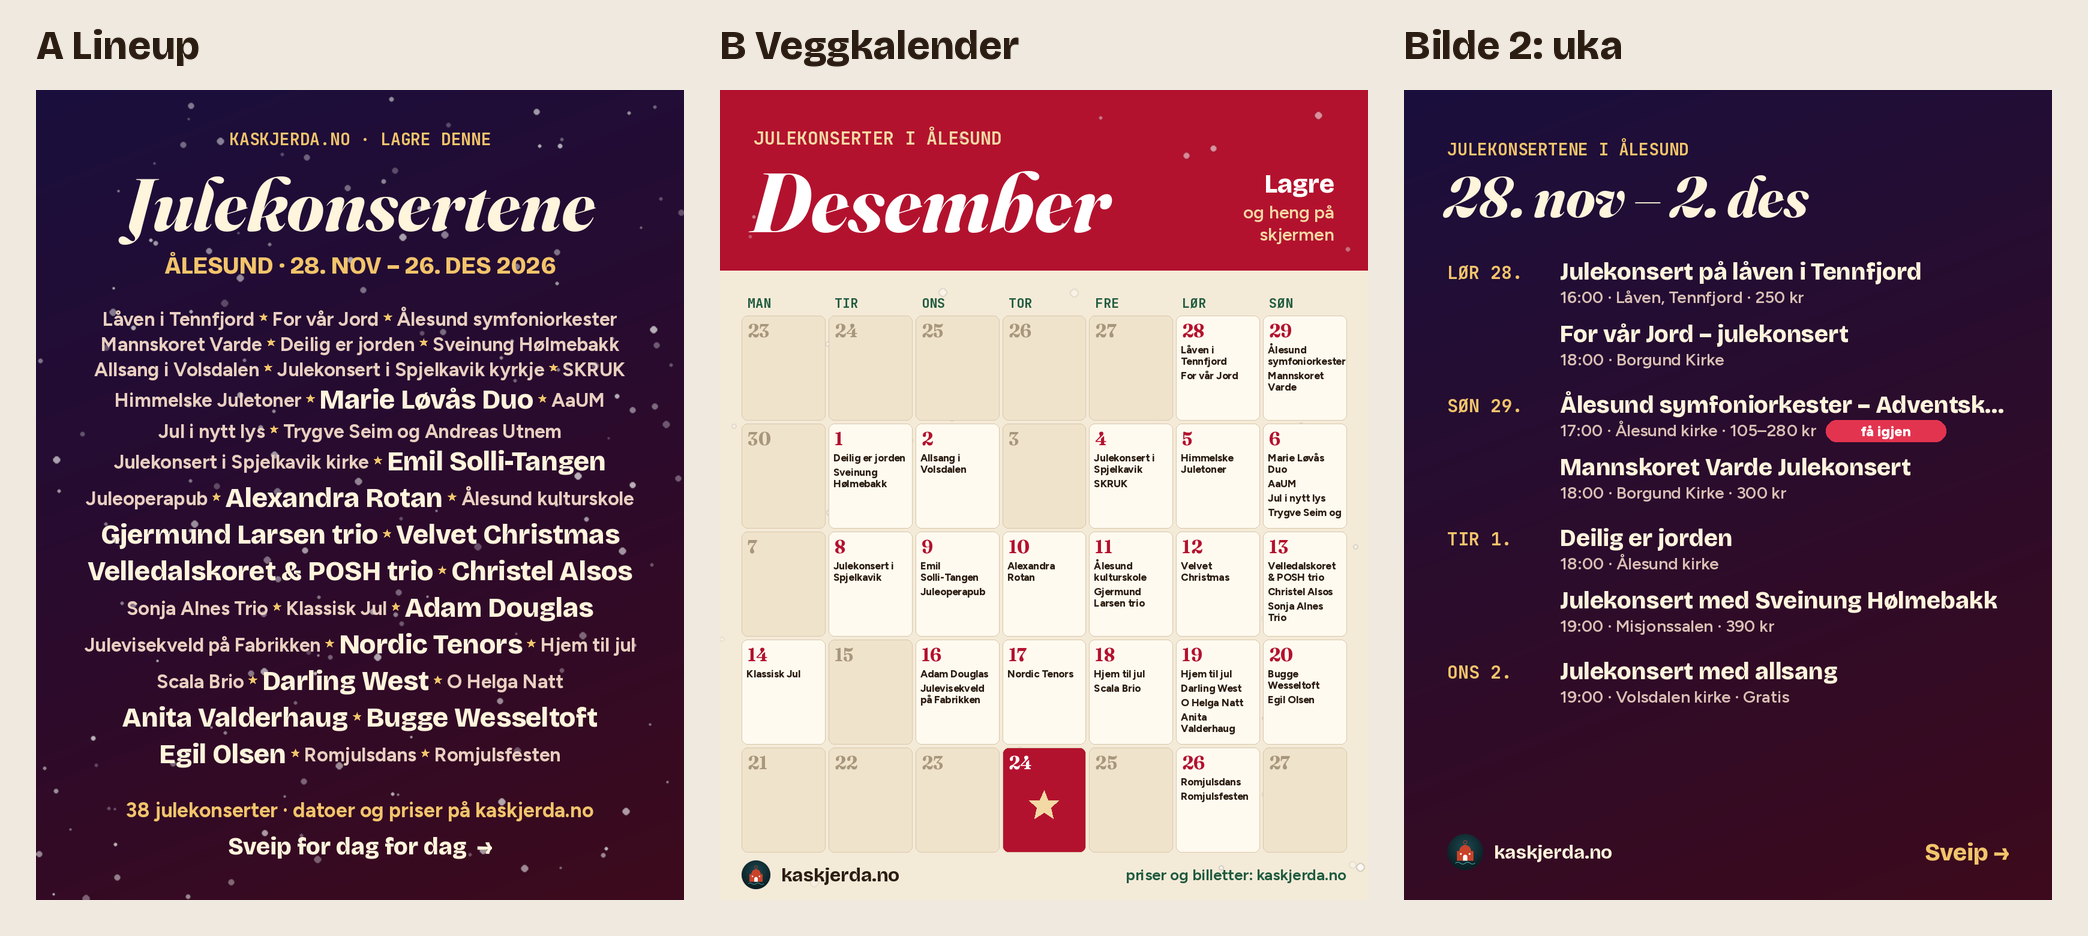 A Lineup
KASKJERDA.NO · LAGRE DENNE
Julekonsertene
ÅLESUND · 28. NOV – 26. DES 2026
Låven i Tennfjord ★ For vår Jord ★ Ålesund symfoniorkester
Mannskoret Varde ★ Deilig er jorden ★ Sveinung Hølmebakk
Allsang i Volsdalen ★ Julekonsert i Spjelkavik kyrkje ★ SKRUK
Himmelske Juletoner ★ Marie Løvås Duo ★ AaUM
Jul i nytt lys ★ Trygve Seim og Andreas Utnem
Julekonsert i Spjelkavik kirke ★ Emil Solli-Tangen
Juleoperapub ★ Alexandra Rotan ★ Ålesund kulturskole
Gjermund Larsen trio ★ Velvet Christmas
Velledalskoret & POSH trio ★ Christel Alsos
Sonja Alnes Trio ★ Klassisk Jul ★ Adam Douglas
Julevisekveld på Fabrikken ★ Nordic Tenors ★ Hjem til jul
Scala Brio ★ Darling West ★ O Helga Natt
Anita Valderhaug ★ Bugge Wesseltoft
Egil Olsen ★ Romjulsdans ★ Romjulsfesten
38 julekonserter · datoer og priser på kaskjerda.no
Sveip for dag for dag →
B Veggkalender
JULEKONSERTER I ÅLESUND
Desember
Lagre
og heng på
skjermen
MAN TIR ONS TOR FRE LØR SØN
23
24
25
26
27
28
Låven i
Tennfjord
For vår Jord
29
Ålesund
symfoniorkester
Mannskoret
Varde
30
1
Deilig er jorden
Sveinung
Hølmebakk
2
Allsang i
Volsdalen
3
4
Julekonsert i
Spjelkavik
SKRUK
5
Himmelske
Juletoner
6
Marie Løvås
Duo
AaUM
Jul i nytt lys
Trygve Seim og
7
8
Julekonsert i
Spjelkavik
9
Emil
Solli-Tangen
Juleoperapub
10
Alexandra
Rotan
11
Ålesund
kulturskole
Gjermund
Larsen trio
12
Velvet
Christmas
13
Velledalskoret
& POSH trio
Christel Alsos
Sonja Alnes
Trio
14
Klassisk Jul
15
16
Adam Douglas
Julevisekveld
på Fabrikken
17
Nordic Tenors
18
Hjem til jul
Scala Brio
19
Hjem til jul
Darling West
O Helga Natt
Anita
Valderhaug
20
Bugge
Wesseltoft
Egil Olsen
21
22
23
24
25
26
Romjulsdans
Romjulsfesten
27
kaskjerda.no
priser og billetter: kaskjerda.no
Bilde 2: uka
JULEKONSERTENE I ÅLESUND
28. nov – 2. des
LØR 28. Julekonsert på låven i Tennfjord
16:00 · Låven, Tennfjord · 250 kr
For vår Jord – julekonsert
18:00 · Borgund Kirke
SØN 29. Ålesund symfoniorkester – Adventsk...
17:00 · Ålesund kirke · 105–280 kr få igjen
Mannskoret Varde Julekonsert
18:00 · Borgund Kirke · 300 kr
TIR 1. Deilig er jorden
18:00 · Ålesund kirke
Julekonsert med Sveinung Hølmebakk
19:00 · Misjonssalen · 390 kr
ONS 2. Julekonsert med allsang
19:00 · Volsdalen kirke · Gratis
kaskjerda.no
Sveip →